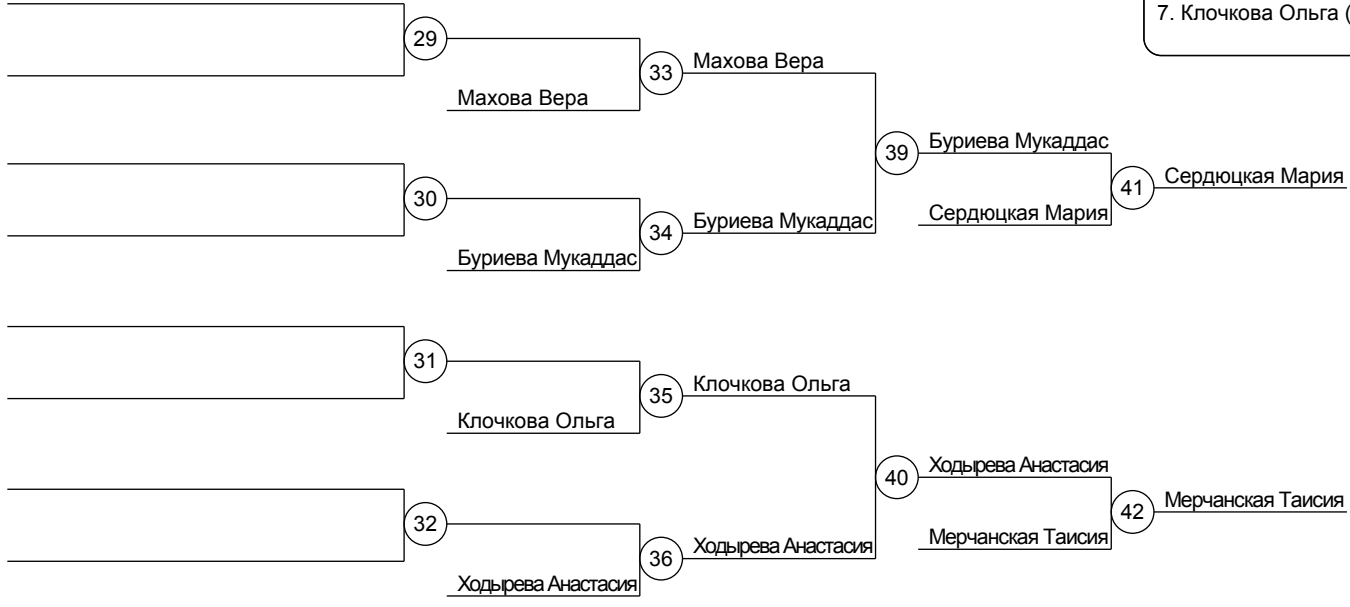 7. Клочкова Ольга (
29
33
Махова Вера
Махова Вера
39
Буриева Мукаддас
41
Сердюцкая Мария
30
34
Буриева Мукаддас
Сердюцкая Мария
Буриева Мукаддас
31
35
Клочкова Ольга
Клочкова Ольга
40
Ходырева Анастасия
42
Мерчанская Таисия
32
36
Ходырева Анастасия
Мерчанская Таисия
Ходырева Анастасия